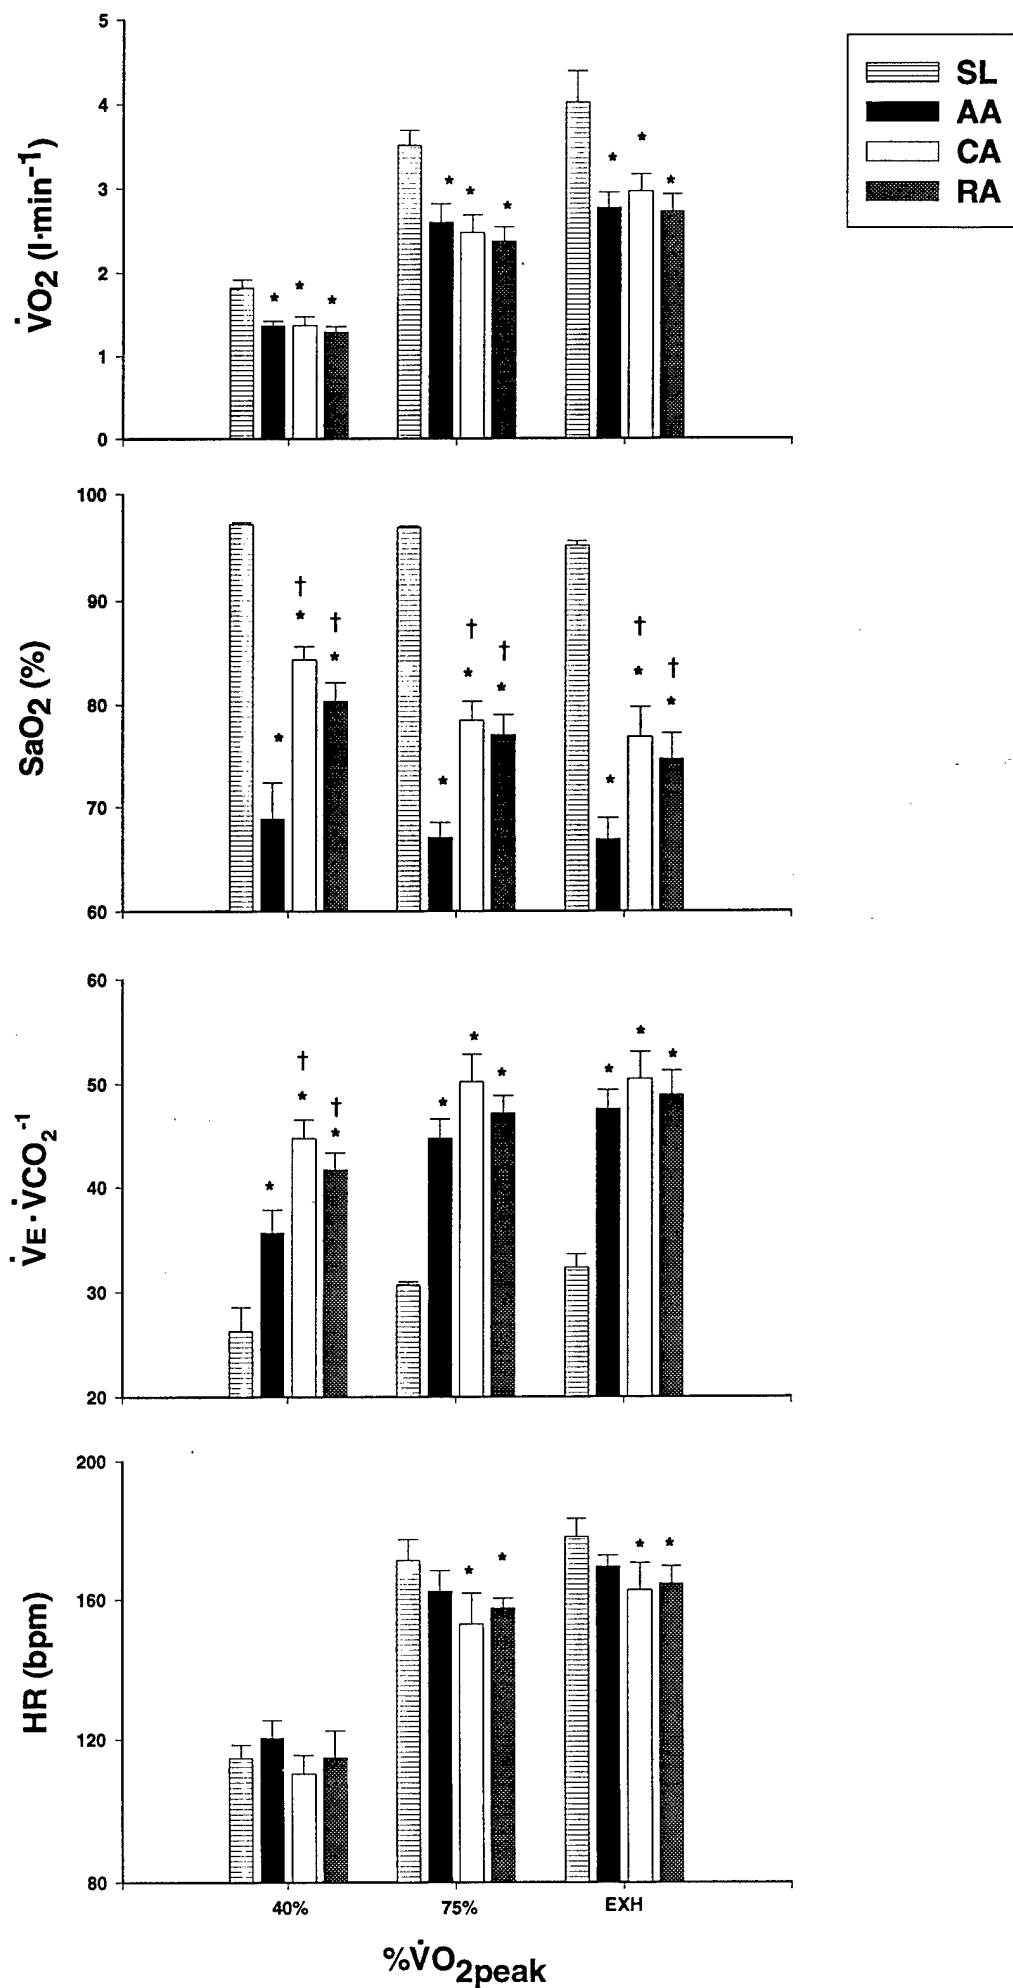 SL
AA
CA
RA
5
4
3
2
1
0
V̇O2 (l·min−1)
* * *
* * *
* * *
100
90
80
70
60
SaO2 (%)
† † † † † †
* * * * * * * * *
60
50
40
30
20
V̇E·V̇CO2-1
† †
* * * * * * * * *
200
160
120
80
HR (bpm)
* * * *
40% 75% EXH
%V̇O2peak